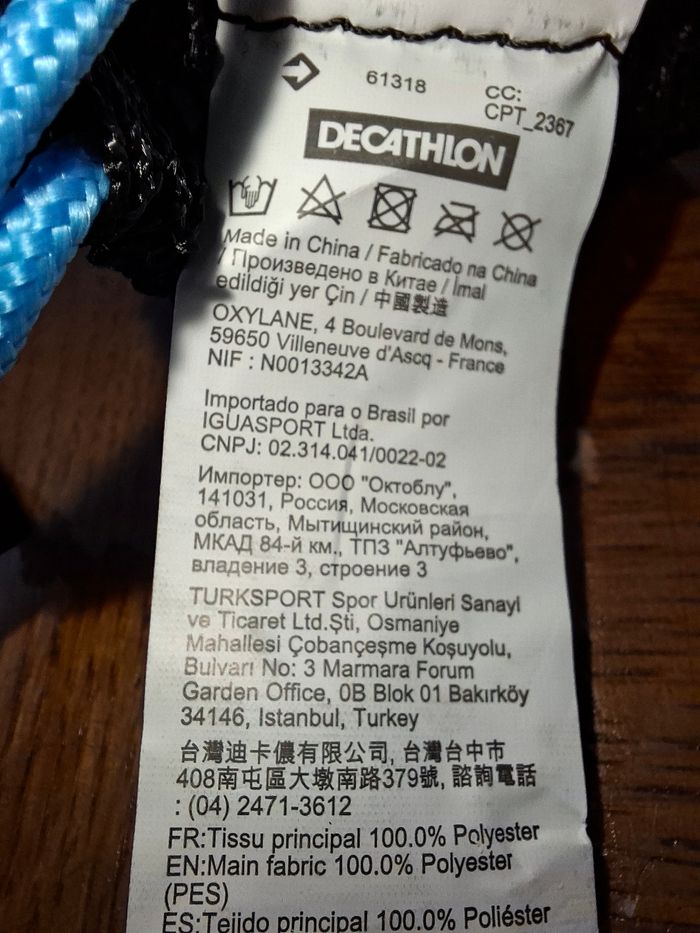 61318
CC:
CPT_2367
DECATHLON
Made in China / Fabricado na China
/ Произведено в Китае / İmal
edildiği yer Çin / 中國製造
OXYLANE, 4 Boulevard de Mons,
59650 Villeneuve d'Ascq - France
NIF : N0013342A
Importado para o Brasil por
IGUASPORT Ltda.
CNPJ: 02.314.041/0022-02
Импортер: ООО "Октоблу",
141031, Россия, Московская
область, Мытищинский район,
МКАД 84-й км., ТПЗ "Алтуфьево",
владение 3, строение 3
TURKSPORT Spor Urünleri Sanayl
ve Ticaret Ltd.Şti, Osmaniye
Mahallesi Çobançeşme Koşuyolu,
Bulvarı No: 3 Marmara Forum
Garden Office, 0B Blok 01 Bakırköy
34146, Istanbul, Turkey
台灣迪卡儂有限公司, 台灣台中市
408南屯區大墩南路379號, 諮詢電話
: (04) 2471-3612
FR:Tissu principal 100.0% Polyester
EN:Main fabric 100.0% Polyester
(PES)
ES:Tejido principal 100.0% Poliéster